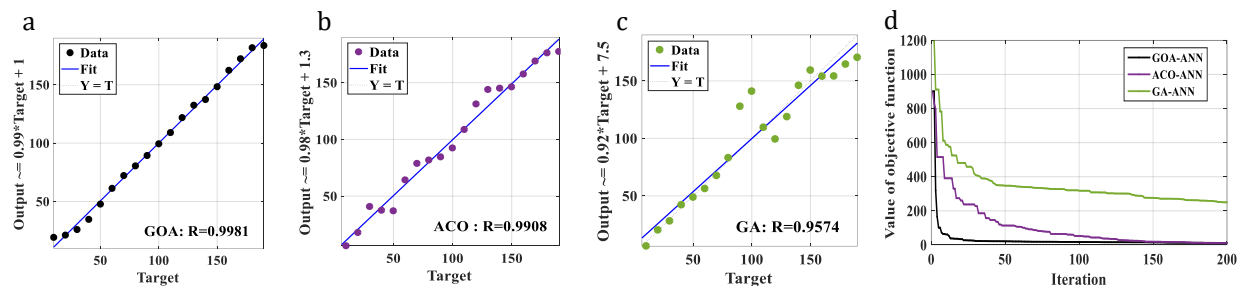 a
Output ~= 0.99*Target + 1
150
100
50
Data
Fit
Y = T
GOA: R=0.9981
50
100
150
Target
b
Output ~= 0.98*Target + 1.3
150
100
50
Data
Fit
Y = T
ACO : R=0.9908
50
100
150
Target
c
Output ~= 0.92*Target + 7.5
150
100
50
Data
Fit
Y = T
GA: R=0.9574
50
100
150
Target
d
Value of objective function
1200
1000
800
600
400
200
0
GOA-ANN
ACO-ANN
GA-ANN
0
50
100
150
200
Iteration